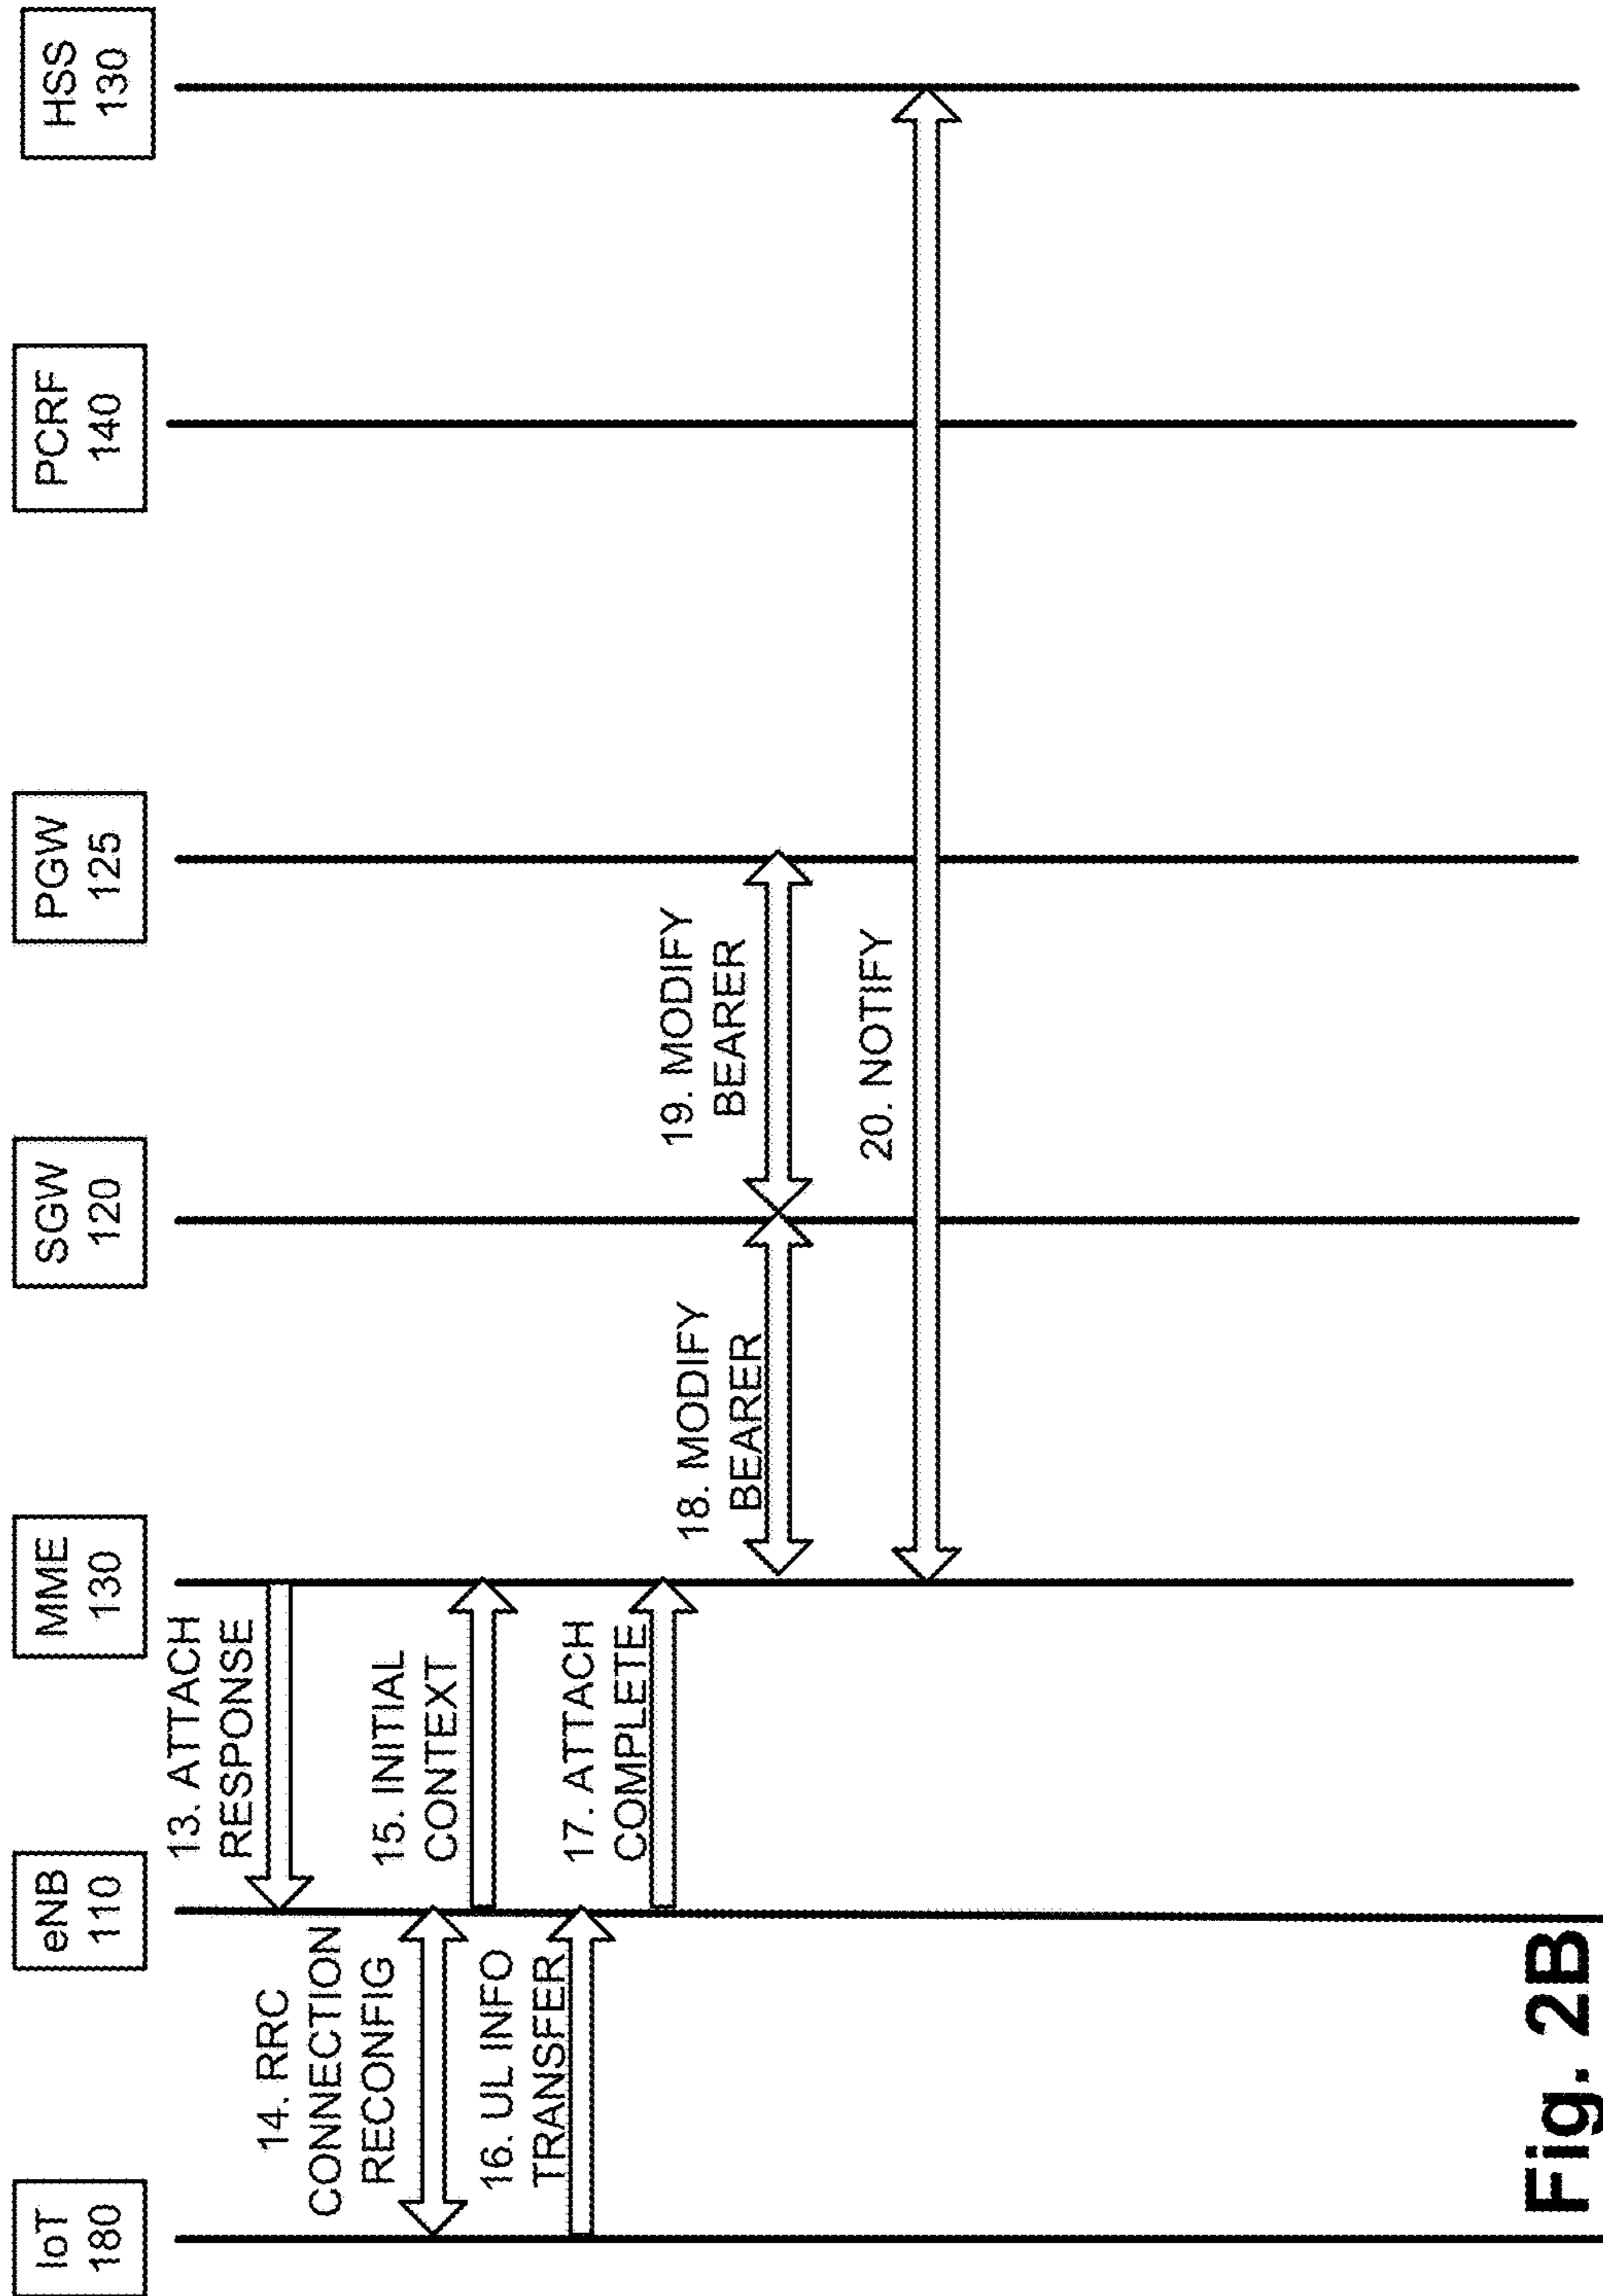 IoT
180
eNB
110
MME
130
SGW
120
PGW
125
PCRF
140
HSS
130
13. ATTACH
RESPONSE
14. RRC
CONNECTION
RECONFIG
15. INITIAL
CONTEXT
16. UL INFO
TRANSFER
17. ATTACH
COMPLETE
18. MODIFY
BEARER
19. MODIFY
BEARER
20. NOTIFY
Fig. 2B